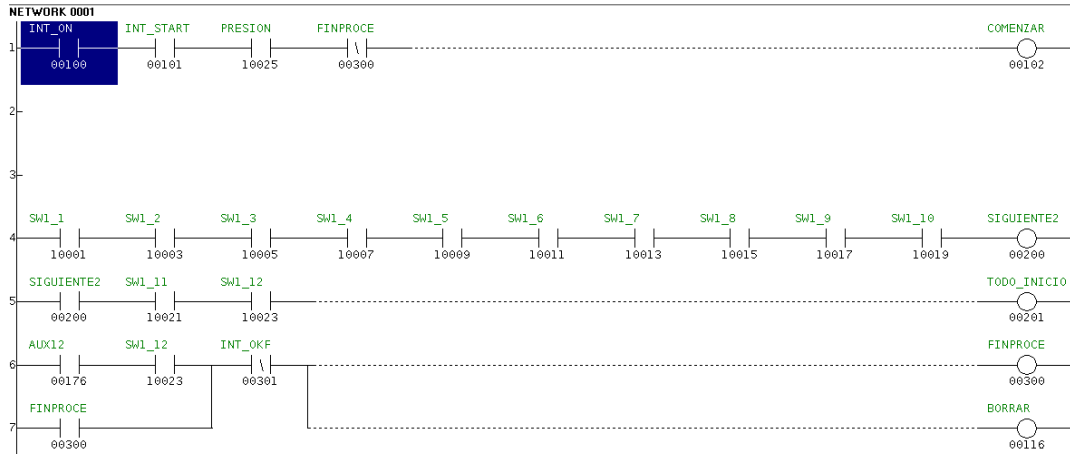 NETWORK 0001
INT_ON INT_START PRESION FINPROCE COMENZAR
1
00100 00101 10025 00300 00102
2
3
SW1_1 SW1_2 SW1_3 SW1_4 SW1_5 SW1_6 SW1_7 SW1_8 SW1_9 SW1_10 SIGUIENTE2
4
10001 10003 10005 10007 10009 10011 10013 10015 10017 10019 00200
SIGUIENTE2 SW1_11 SW1_12 TODO_INICIO
5
00200 10021 10023 00201
AUX12 SW1_12 INT_OKF FINPROCE
6
00176 10023 00301 00300
FINPROCE BORRAR
7
00300 00116